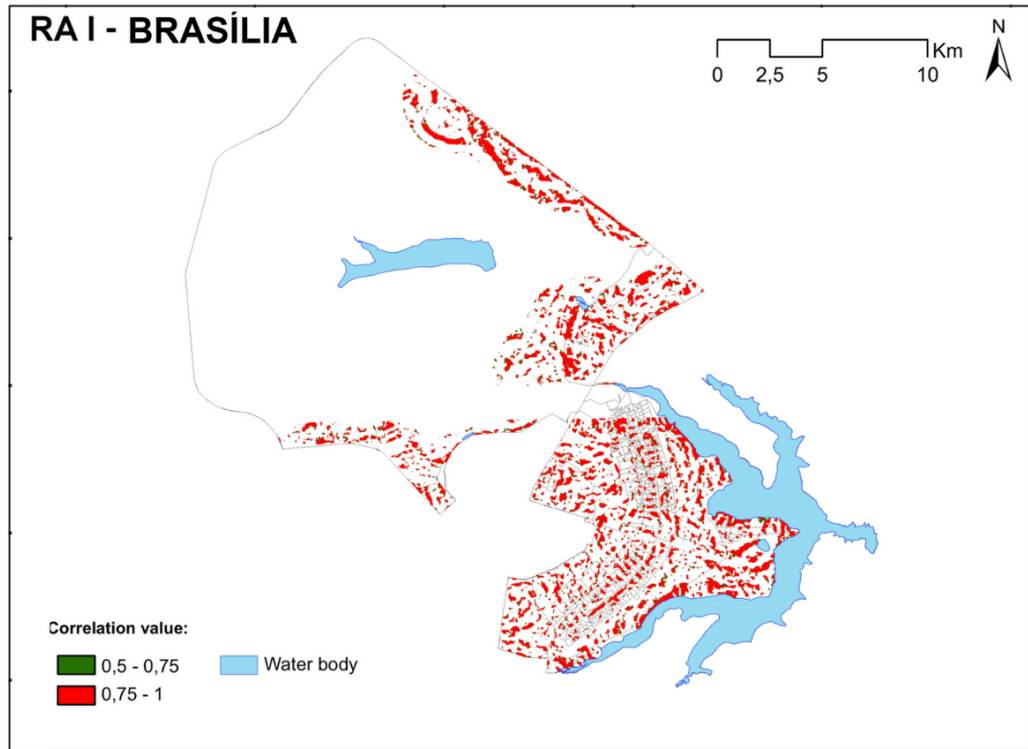 RA I - BRASÍLIA
N
Km
0 2,5 5 10
Correlation value:
0,5 - 0,75
Water body
0,75 - 1